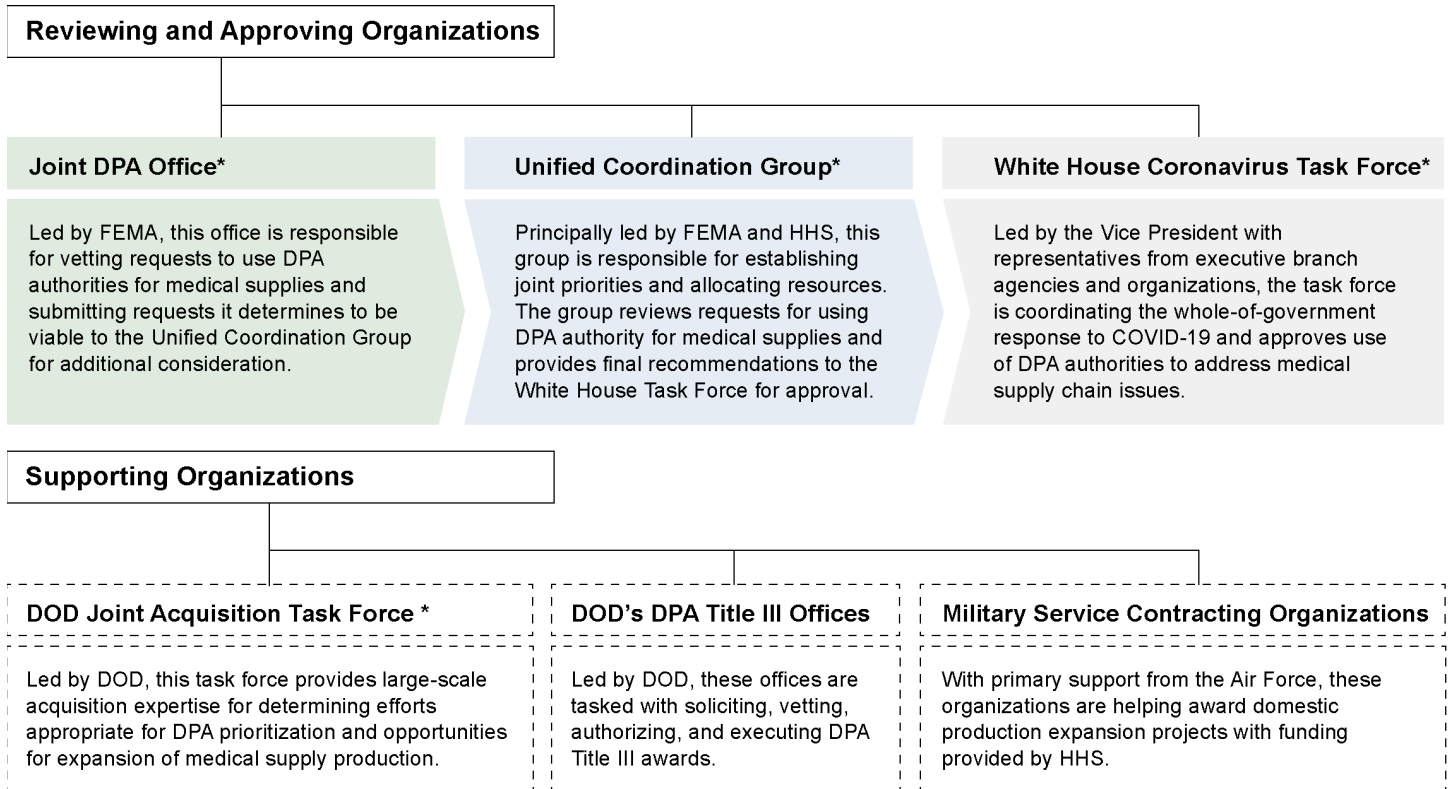 Reviewing and Approving Organizations
Joint DPA Office*
Led by FEMA, this office is responsible
for vetting requests to use DPA
authorities for medical supplies and
submitting requests it determines to be
viable to the Unified Coordination Group
for additional consideration.
Unified Coordination Group*
Principally led by FEMA and HHS, this
group is responsible for establishing
joint priorities and allocating resources.
The group reviews requests for using
DPA authority for medical supplies and
provides final recommendations to the
White House Task Force for approval.
White House Coronavirus Task Force*
Led by the Vice President with
representatives from executive branch
agencies and organizations, the task force
is coordinating the whole-of-government
response to COVID-19 and approves use
of DPA authorities to address medical
supply chain issues.
Supporting Organizations
DOD Joint Acquisition Task Force *
Led by DOD, this task force provides large-scale
acquisition expertise for determining efforts
appropriate for DPA prioritization and opportunities
for expansion of medical supply production.
DOD’s DPA Title III Offices
Led by DOD, these offices are
tasked with soliciting, vetting,
authorizing, and executing DPA
Title III awards.
Military Service Contracting Organizations
With primary support from the Air Force, these
organizations are helping award domestic
production expansion projects with funding
provided by HHS.